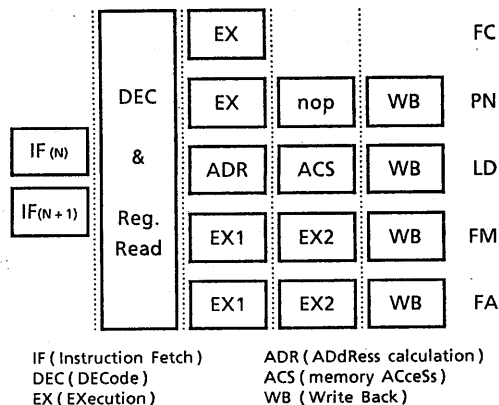 EX FC
DEC EX nop WB PN
IF (N) & ADR ACS WB LD
IF(N + 1) Reg.
Read EX1 EX2 WB FM
EX1 EX2 WB FA
IF ( Instruction Fetch ) ADR ( ADdRess calculation )
DEC ( DECode ) ACS ( memory ACceSs )
EX ( EXecution ) WB ( Write Back )